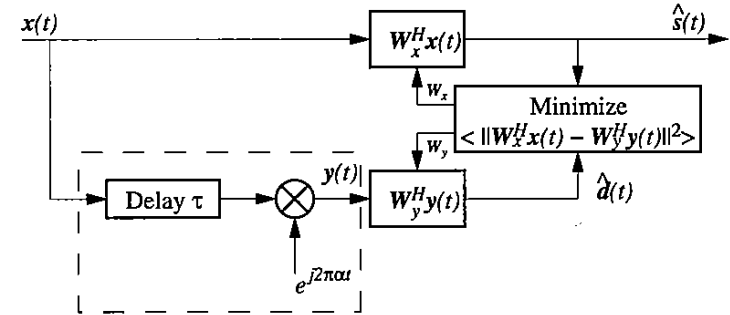 x(t)
W_x^H x(t)
ŝ(t)
W_x
Minimize
< ||W_x^H x(t) − W_y^H y(t)||²>
W_y
y(t)
Delay τ
W_y^H y(t)
d̂(t)
e^{j2παt}